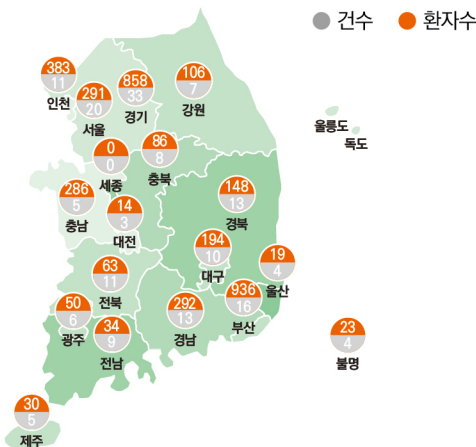 건수 환자수
383
11
인천
291
20
서울
858
33
경기
106
7
강원
울릉도
독도
0
0
세종
86
8
충북
286
5
충남
14
3
대전
148
13
경북
194
10
대구
19
4
울산
63
11
전북
50
6
광주
34
9
전남
292
13
경남
936
16
부산
23
4
불명
30
5
제주